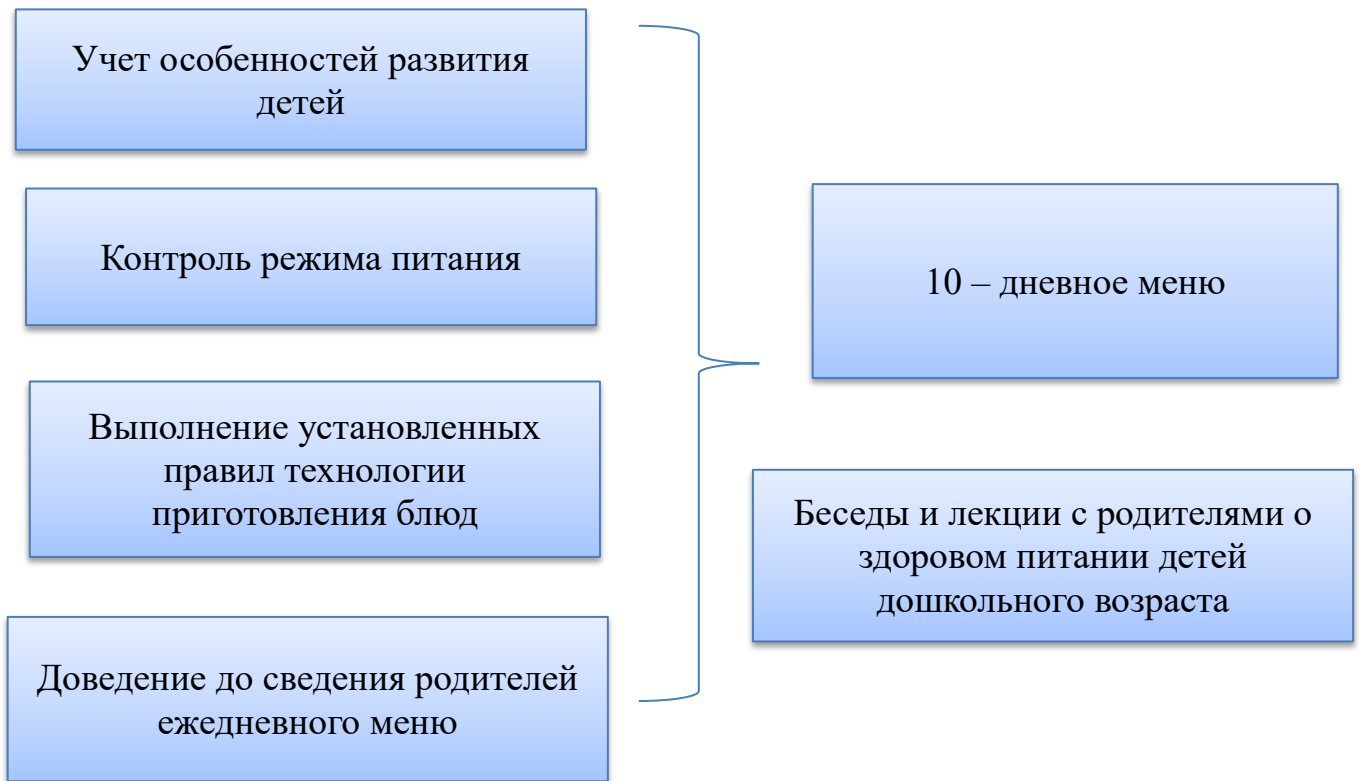 Учет особенностей развития
детей
Контроль режима питания
Выполнение установленных
правил технологии
приготовления блюд
Доведение до сведения родителей
ежедневного меню
10 – дневное меню
Беседы и лекции с родителями о
здоровом питании детей
дошкольного возраста